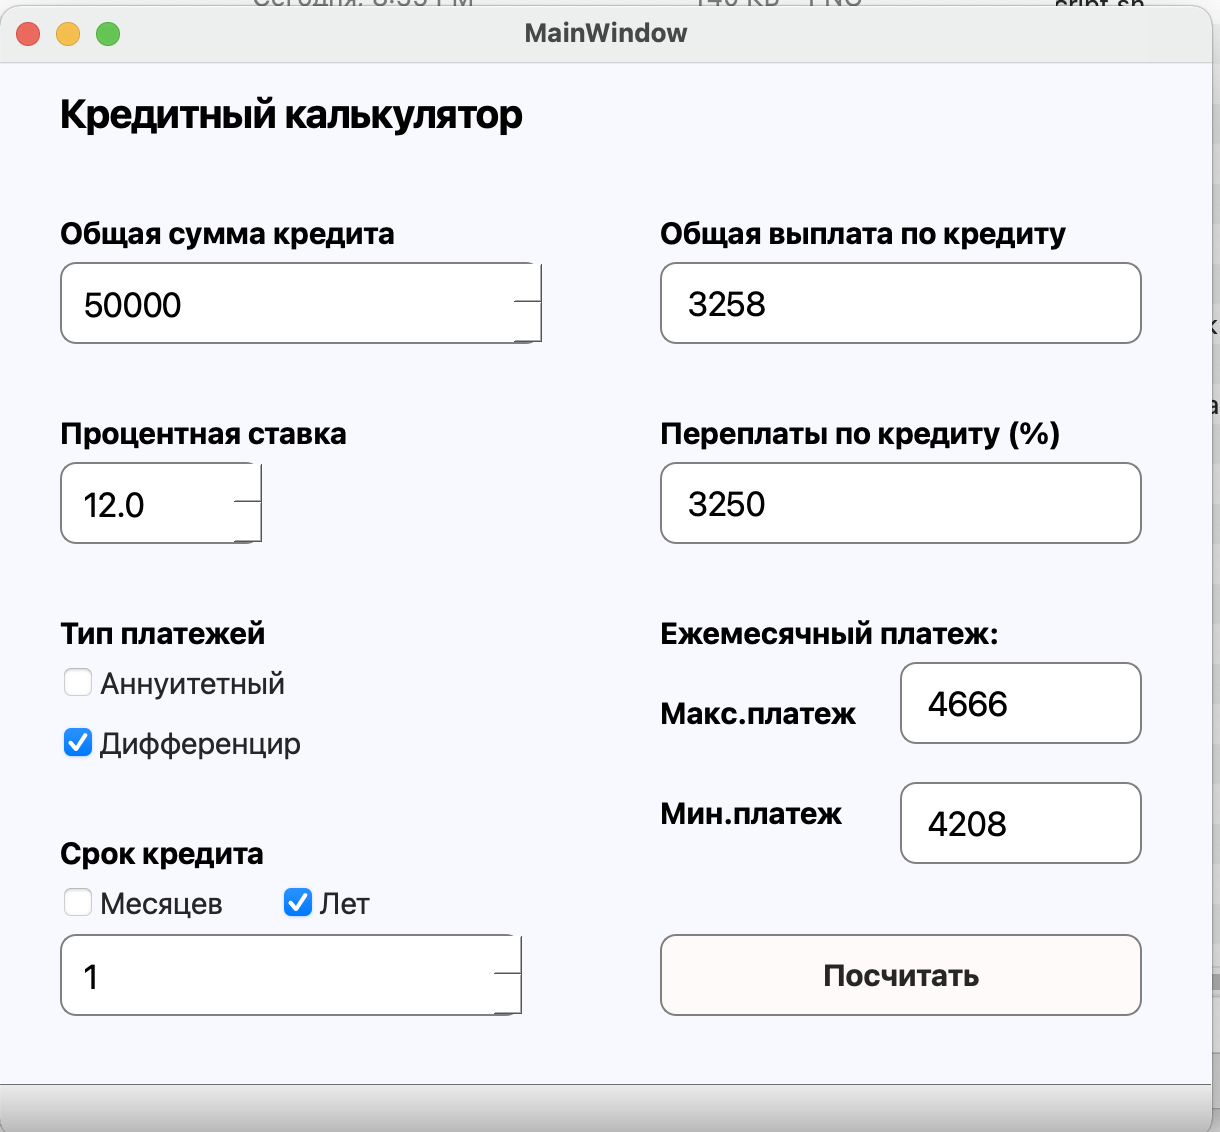 MainWindow
Кредитный калькулятор
Общая сумма кредита
50000
Процентная ставка
12.0
Тип платежей
Аннуитетный
Дифференцир
Срок кредита
Месяцев Лет
1
Общая выплата по кредиту
3258
Переплаты по кредиту (%)
3250
Ежемесячный платеж:
Макс.платеж 4666
Мин.платеж 4208
Посчитать